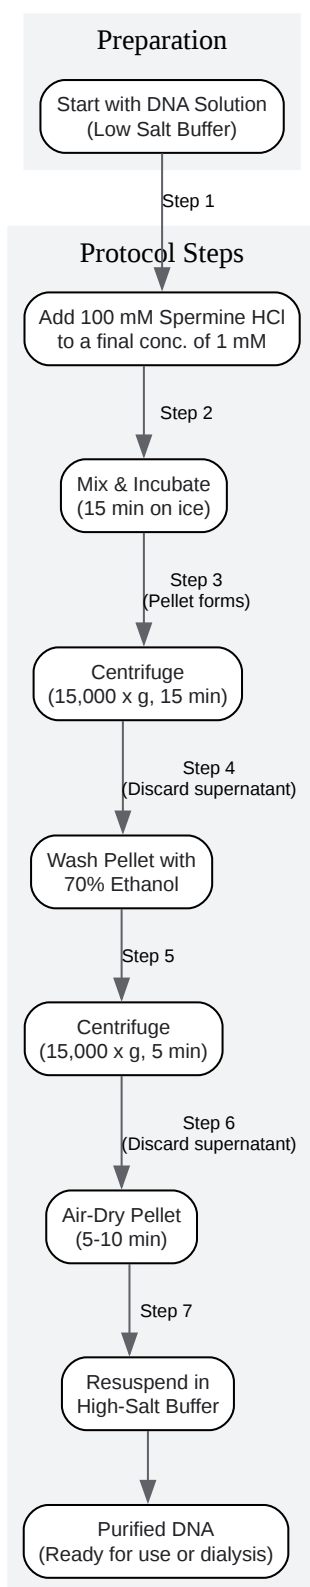 Preparation
Start with DNA Solution
(Low Salt Buffer)
Step 1
Protocol Steps
Add 100 mM Spermine HCl
to a final conc. of 1 mM
Step 2
Mix & Incubate
(15 min on ice)
Step 3
(Pellet forms)
Centrifuge
(15,000 x g, 15 min)
Step 4
(Discard supernatant)
Wash Pellet with
70% Ethanol
Step 5
Centrifuge
(15,000 x g, 5 min)
Step 6
(Discard supernatant)
Air-Dry Pellet
(5-10 min)
Step 7
Resuspend in
High-Salt Buffer
Purified DNA
(Ready for use or dialysis)